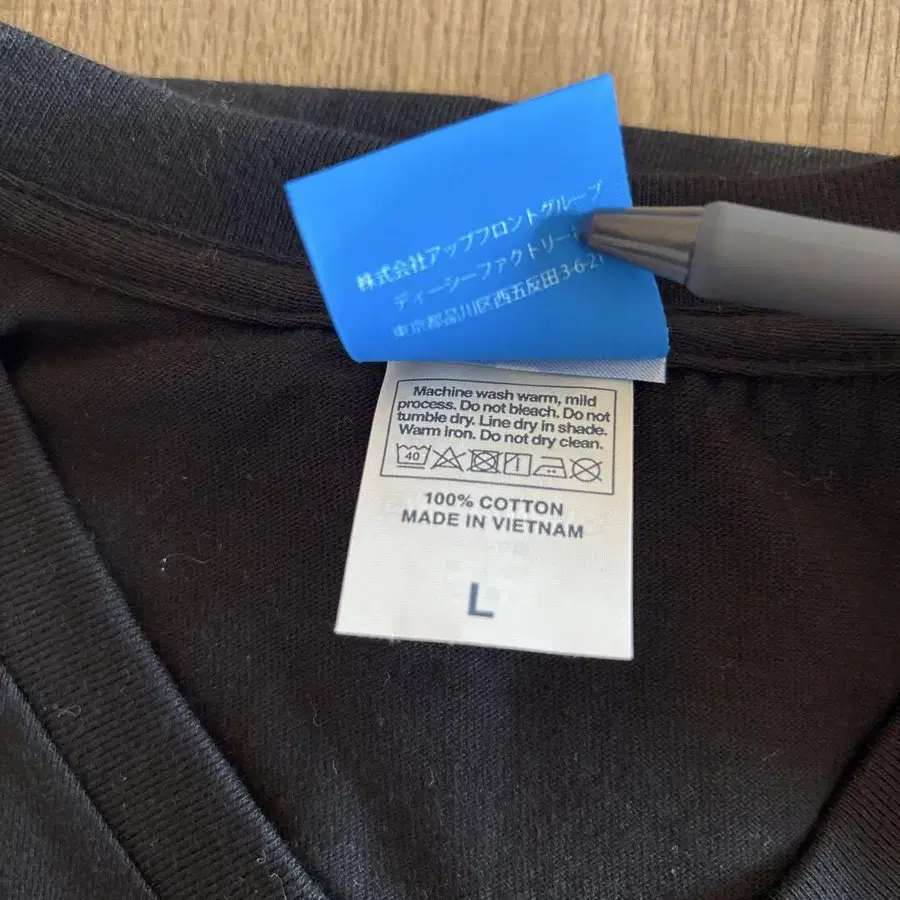 株式会社アップフロントグループ
ディーシーファクトリー
東京都品川区西五反田3-6-21
Machine wash warm, mild
process. Do not bleach. Do not
tumble dry. Line dry in shade.
Warm iron. Do not dry clean.
40
100% COTTON
MADE IN VIETNAM
L